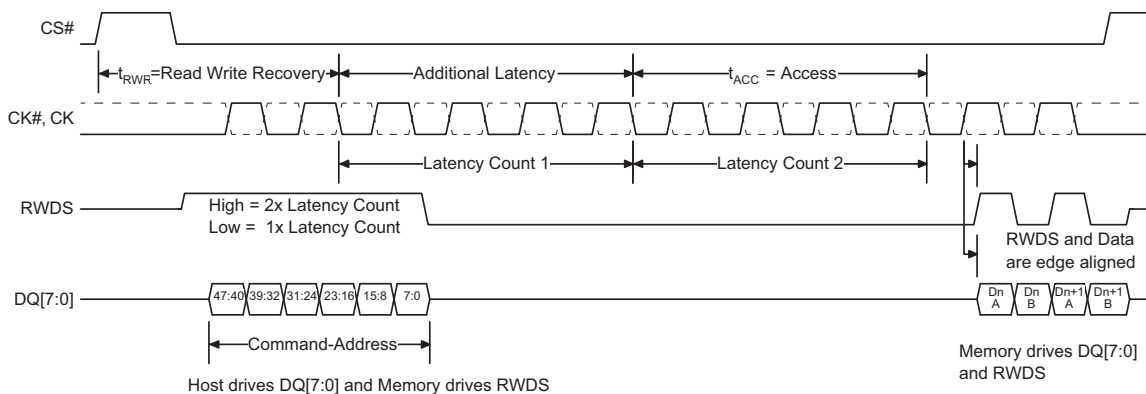 CS#
t_RWR=Read Write Recovery
Additional Latency
t_ACC = Access
CK#, CK
Latency Count 1
Latency Count 2
RWDS
High = 2x Latency Count
Low = 1x Latency Count
RWDS and Data
are edge aligned
DQ[7:0]
47:40 39:32 31:24 23:16 15:8 7:0
Dn Dn Dn+1 Dn+1
A B A B
Command-Address
Host drives DQ[7:0] and Memory drives RWDS
Memory drives DQ[7:0]
and RWDS